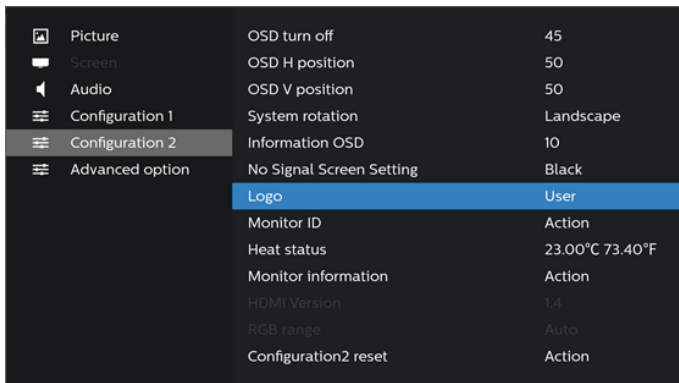 Picture
Screen
Audio
Configuration 1
Configuration 2
Advanced option
OSD turn off 45
OSD H position 50
OSD V position 50
System rotation Landscape
Information OSD 10
No Signal Screen Setting Black
Logo User
Monitor ID Action
Heat status 23.00°C 73.40°F
Monitor information Action
HDMI Version 1.4
RGB range Auto
Configuration2 reset Action